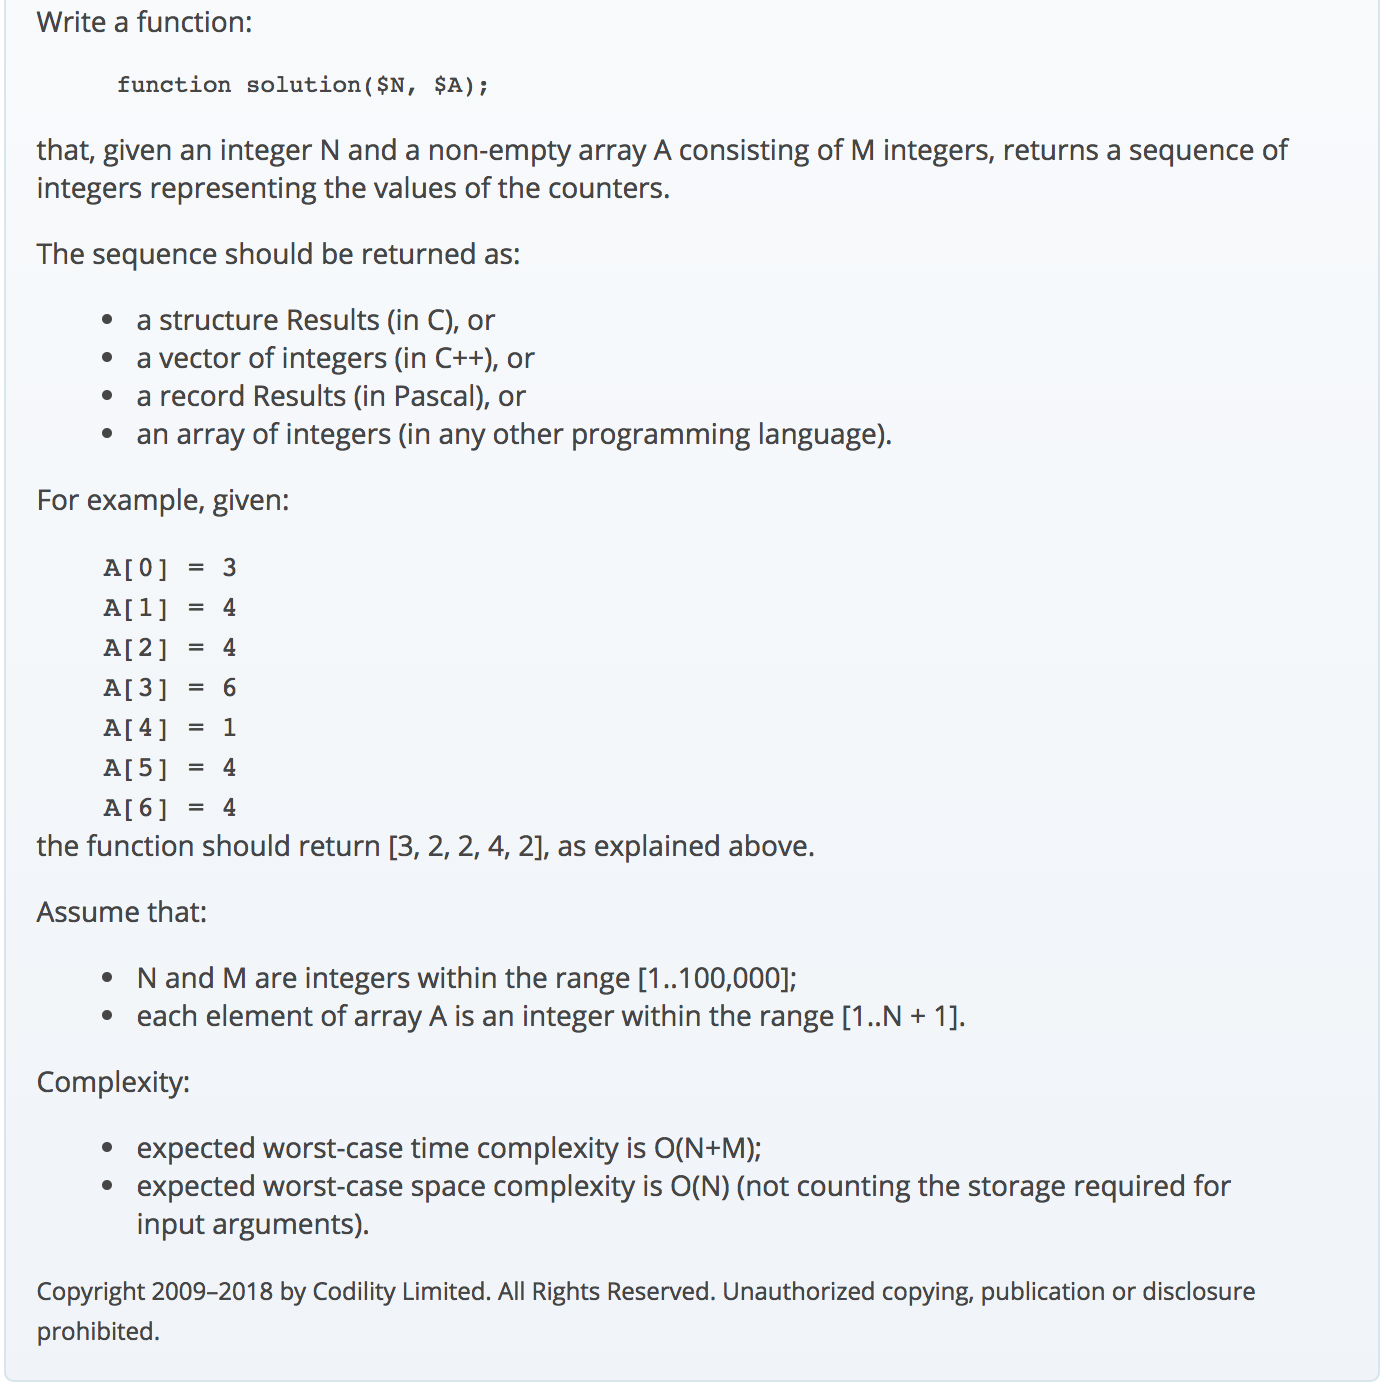 Write a function:
function solution($N, $A);
that, given an integer N and a non-empty array A consisting of M integers, returns a sequence of
integers representing the values of the counters.
The sequence should be returned as:
• a structure Results (in C), or
• a vector of integers (in C++), or
• a record Results (in Pascal), or
• an array of integers (in any other programming language).
For example, given:
A[0] = 3
A[1] = 4
A[2] = 4
A[3] = 6
A[4] = 1
A[5] = 4
A[6] = 4
the function should return [3, 2, 2, 4, 2], as explained above.
Assume that:
• N and M are integers within the range [1..100,000];
• each element of array A is an integer within the range [1..N + 1].
Complexity:
• expected worst-case time complexity is O(N+M);
• expected worst-case space complexity is O(N) (not counting the storage required for
input arguments).
Copyright 2009–2018 by Codility Limited. All Rights Reserved. Unauthorized copying, publication or disclosure
prohibited.